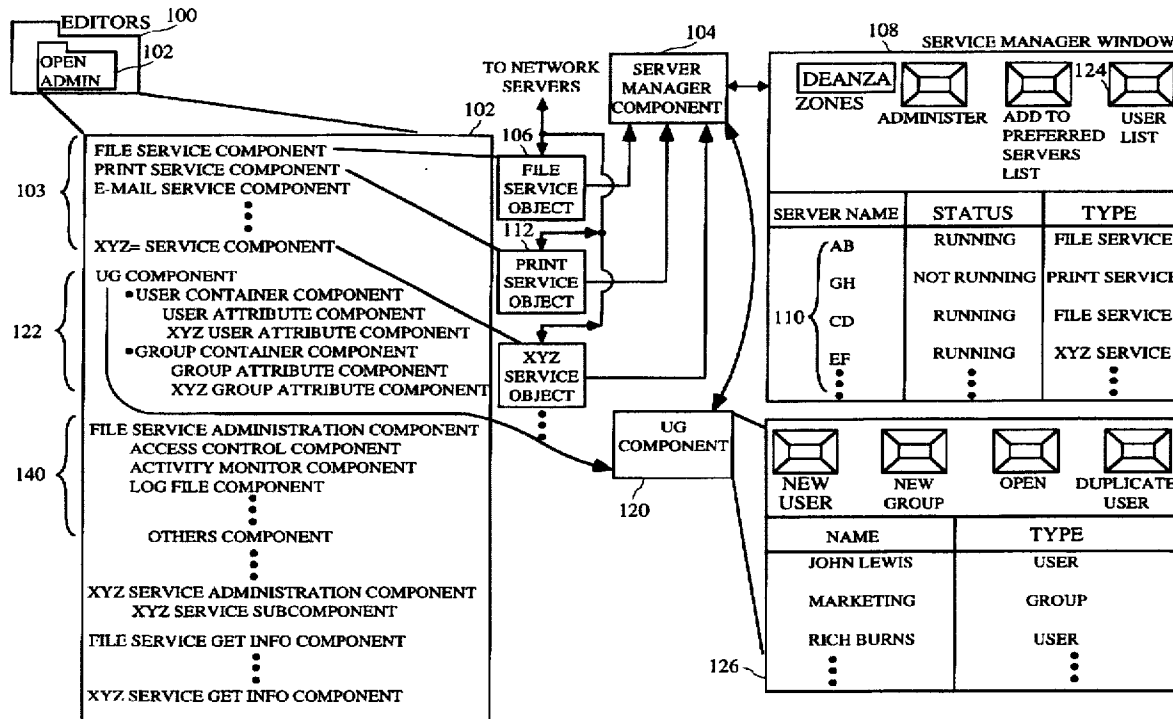 EDITORS
100
OPEN
ADMIN
102
102
103
FILE SERVICE COMPONENT
PRINT SERVICE COMPONENT
E-MAIL SERVICE COMPONENT
XYZ= SERVICE COMPONENT
122
UG COMPONENT
•USER CONTAINER COMPONENT
USER ATTRIBUTE COMPONENT
XYZ USER ATTRIBUTE COMPONENT
•GROUP CONTAINER COMPONENT
GROUP ATTRIBUTE COMPONENT
XYZ GROUP ATTRIBUTE COMPONENT
140
FILE SERVICE ADMINISTRATION COMPONENT
ACCESS CONTROL COMPONENT
ACTIVITY MONITOR COMPONENT
LOG FILE COMPONENT
OTHERS COMPONENT
XYZ SERVICE ADMINISTRATION COMPONENT
XYZ SERVICE SUBCOMPONENT
FILE SERVICE GET INFO COMPONENT
XYZ SERVICE GET INFO COMPONENT
TO NETWORK
SERVERS
106
FILE
SERVICE
OBJECT
112
PRINT
SERVICE
OBJECT
XYZ
SERVICE
OBJECT
104
SERVER
MANAGER
COMPONENT
UG
COMPONENT
120
108
SERVICE MANAGER WINDOW
DEANZA
ZONES
ADMINISTER
ADD TO
PREFERRED
SERVERS
LIST
124
USER
LIST
SERVER NAME STATUS TYPE
AB RUNNING FILE SERVICE
GH NOT RUNNING PRINT SERVICE
110
CD RUNNING FILE SERVICE
EF RUNNING XYZ SERVICE
NEW
USER
NEW
GROUP
OPEN
DUPLICATE
USER
NAME TYPE
JOHN LEWIS USER
MARKETING GROUP
RICH BURNS USER
126